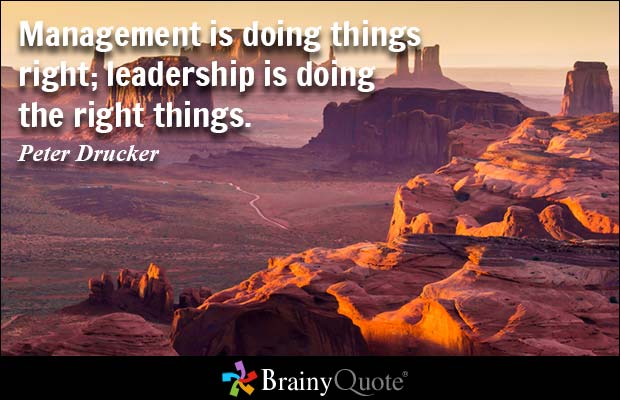 Management is doing things
right; leadership is doing
the right things.
Peter Drucker
BrainyQuote®